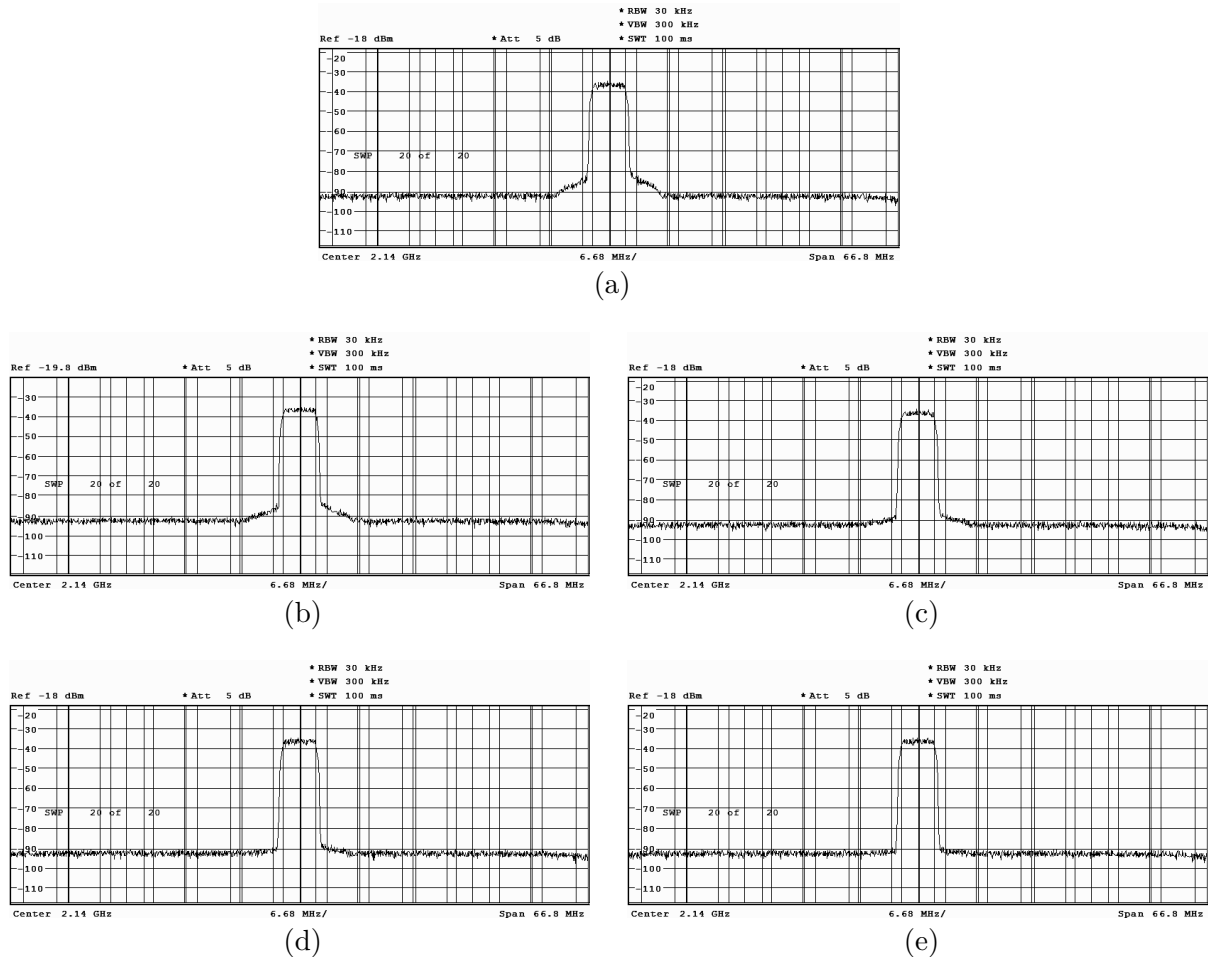 ★ RBW 30 kHz
★ VBW 300 kHz
Ref -18 dBm ★ Att 5 dB ★ SWT 100 ms
-20
-30
-40
-50
-60
-70
SWP 20 of 20
-80
-90
-100
-110
Center 2.14 GHz 6.68 MHz/ Span 66.8 MHz
(a)
★ RBW 30 kHz
★ VBW 300 kHz
Ref -19.8 dBm ★ Att 5 dB ★ SWT 100 ms
-30
-40
-50
-60
-70
SWP 20 of 20
-80
-90
-100
-110
Center 2.14 GHz 6.68 MHz/ Span 66.8 MHz
(b)
★ RBW 30 kHz
★ VBW 300 kHz
Ref -18 dBm ★ Att 5 dB ★ SWT 100 ms
-20
-30
-40
-50
-60
-70
SWP 20 of 20
-80
-90
-100
-110
Center 2.14 GHz 6.68 MHz/ Span 66.8 MHz
(c)
★ RBW 30 kHz
★ VBW 300 kHz
Ref -18 dBm ★ Att 5 dB ★ SWT 100 ms
-20
-30
-40
-50
-60
-70
SWP 20 of 20
-80
-90
-100
-110
Center 2.14 GHz 6.68 MHz/ Span 66.8 MHz
(d)
★ RBW 30 kHz
★ VBW 300 kHz
Ref -18 dBm ★ Att 5 dB ★ SWT 100 ms
-20
-30
-40
-50
-60
-70
SWP 20 of 20
-80
-90
-100
-110
Center 2.14 GHz 6.68 MHz/ Span 66.8 MHz
(e)